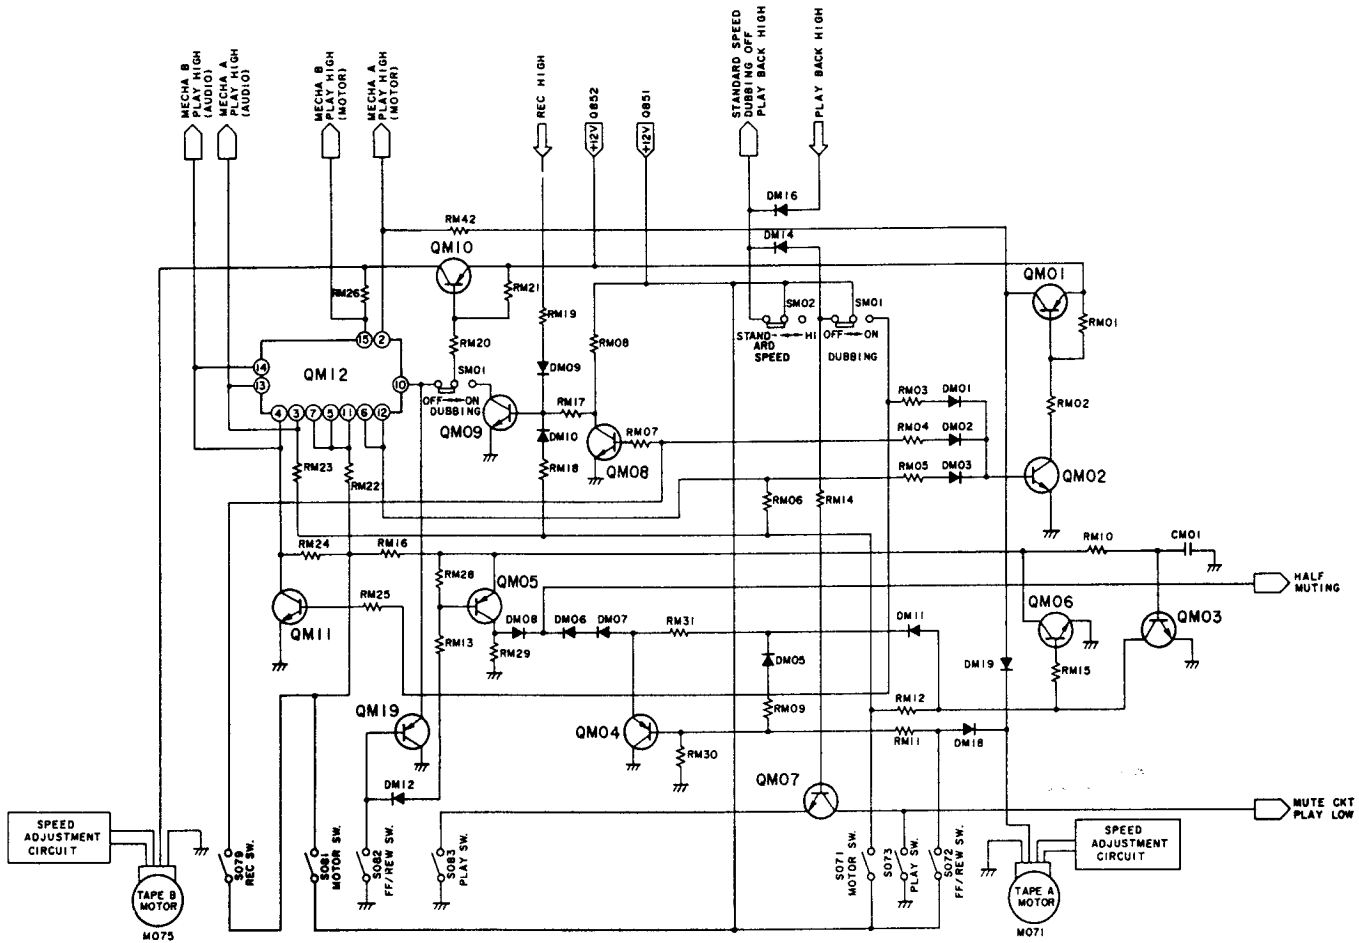 MECHA B
PLAY HIGH
(AUDIO)
MECHA A
PLAY HIGH
(AUDIO)
MECHA B
PLAY HIGH
(MOTOR)
MECHA A
PLAY HIGH
(MOTOR)
REC HIGH
+12V Q852
+12V Q851
STANDARD SPEED
DUBBING OFF
PLAY BACK HIGH
PLAY BACK HIGH
DM16
RM42
DM14
QM10
QM01
RM26
RM21
RM19
RM08
SM02
SM01
RM01
STAND
ARD
SPEED
HI
OFF
ON
DUBBING
15
2
14
13
QM12
10
RM20
SM01
OFF
ON
DUBBING
DM09
RM17
4
3
7
5
11
6
12
QM09
DM10
RM18
RM07
QM08
RM03
DM01
RM04
DM02
RM05
DM03
RM02
QM02
RM23
RM22
RM06
RM14
RM24
RM16
RM10
CM01
RM28
QM05
HALF
MUTING
RM25
QM11
DM08
DM06
DM07
RM31
DM11
QM06
QM03
RM13
RM29
DM05
DM19
RM15
QM19
QM04
RM09
RM12
RM11
DM18
RM30
DM12
QM07
MUTE CKT
PLAY LOW
SPEED
ADJUSTMENT
CIRCUIT
S079
REC SW.
S081
MOTOR SW.
S082
FF/REW SW.
S083
PLAY SW.
S071
MOTOR SW.
S073
PLAY SW.
S072
FF/REW SW.
SPEED
ADJUSTMENT
CIRCUIT
TAPE B
MOTOR
M075
TAPE A
MOTOR
M071